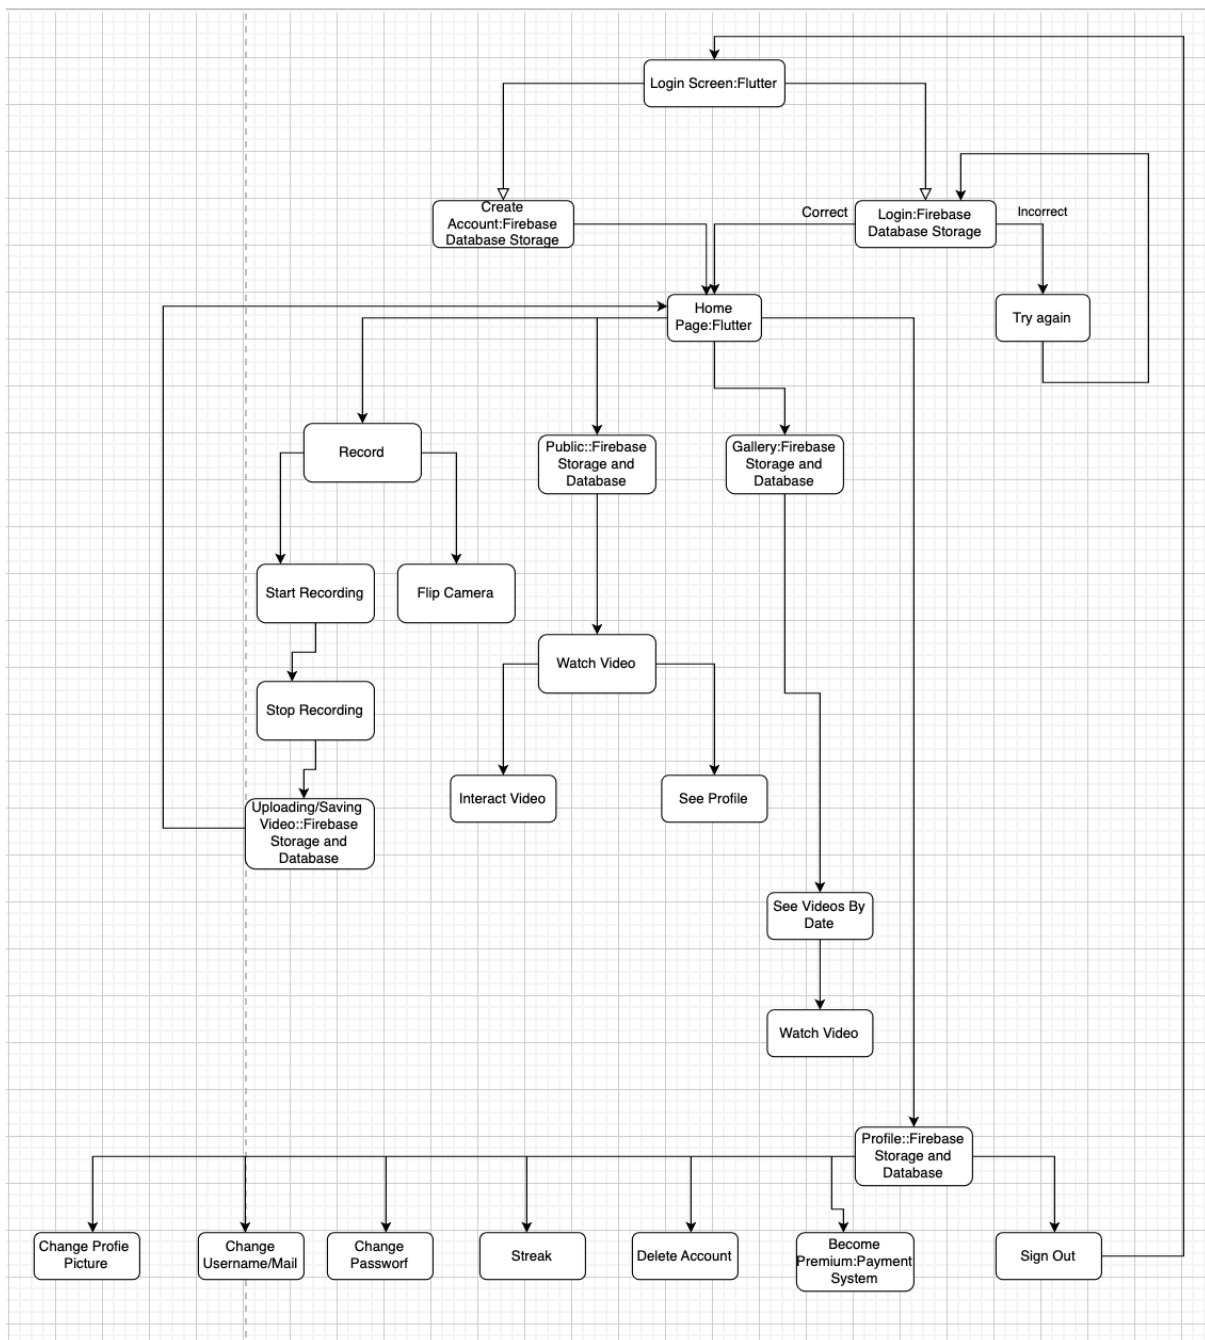 Login Screen:Flutter
Create
Account:Firebase
Database Storage
Correct
Login:Firebase
Database Storage
Incorrect
Home
Page:Flutter
Try again
Record
Public::Firebase
Storage and
Database
Gallery:Firebase
Storage and
Database
Start Recording
Flip Camera
Watch Video
Stop Recording
Interact Video
See Profile
Uploading/Saving
Video::Firebase
Storage and
Database
See Videos By
Date
Watch Video
Profile::Firebase
Storage and
Database
Change Profie
Picture
Change
Username/Mail
Change
Passworf
Streak
Delete Account
Become
Premium:Payment
System
Sign Out